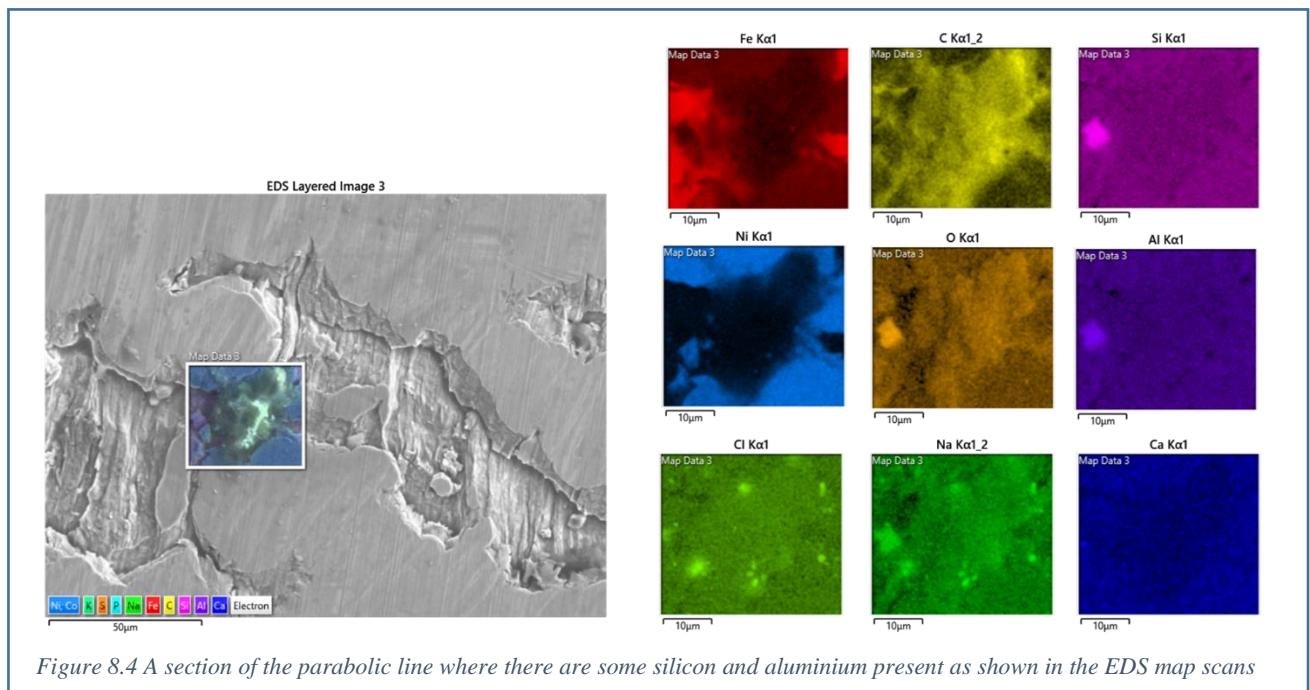 Fe Kα1
C Kα1_2
Si Kα1
Map Data 3
Map Data 3
Map Data 3
10µm
10µm
10µm
Ni Kα1
O Kα1
Al Kα1
Map Data 3
Map Data 3
Map Data 3
10µm
10µm
10µm
Cl Kα1
Na Kα1_2
Ca Kα1
Map Data 3
Map Data 3
Map Data 3
10µm
10µm
10µm
EDS Layered Image 3
Map Data 3
Ni, Co K S P Na Fe C Si Al Ca Electron
50µm
Figure 8.4 A section of the parabolic line where there are some silicon and aluminium present as shown in the EDS map scans